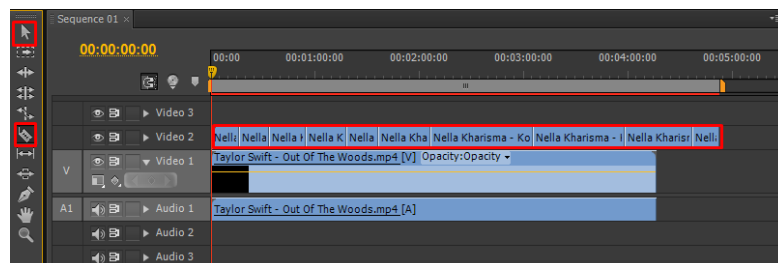 Sequence 01 ×
00:00:00:00
00:00 00:01:00:00 00:02:00:00 00:03:00:00 00:04:00:00 00:05:00:00
Video 3
Video 2 Nella Nella Nella K Nella Nella Kha Nella Kharisma - Ko Nella Kharisma - Nella Kharis Nella
V Video 1 Taylor Swift - Out Of The Woods.mp4 [V] Opacity:Opacity
A1 Audio 1 Taylor Swift - Out Of The Woods.mp4 [A]
Audio 2
Audio 3